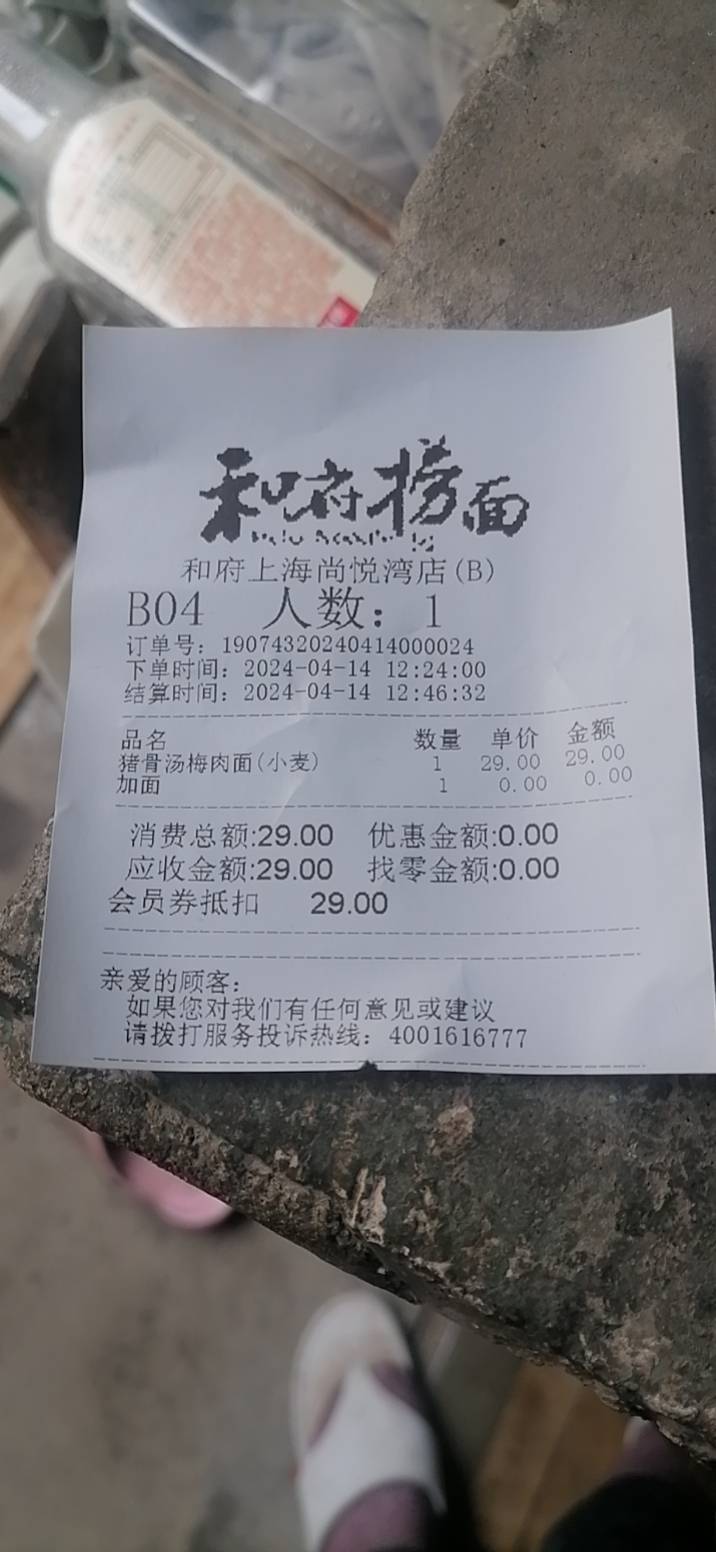 和府捞面
和府上海尚悦湾店(B)
B04 人数: 1
订单号: 19074320240414000024
下单时间: 2024-04-14 12:24:00
结算时间: 2024-04-14 12:46:32
品名 数量 单价 金额
猪骨汤梅肉面(小麦) 1 29.00 29.00
加面 1 0.00 0.00
消费总额:29.00 优惠金额:0.00
应收金额:29.00 找零金额:0.00
会员券抵扣 29.00
亲爱的顾客:
如果您对我们有任何意见或建议
请拨打服务投诉热线: 4001616777